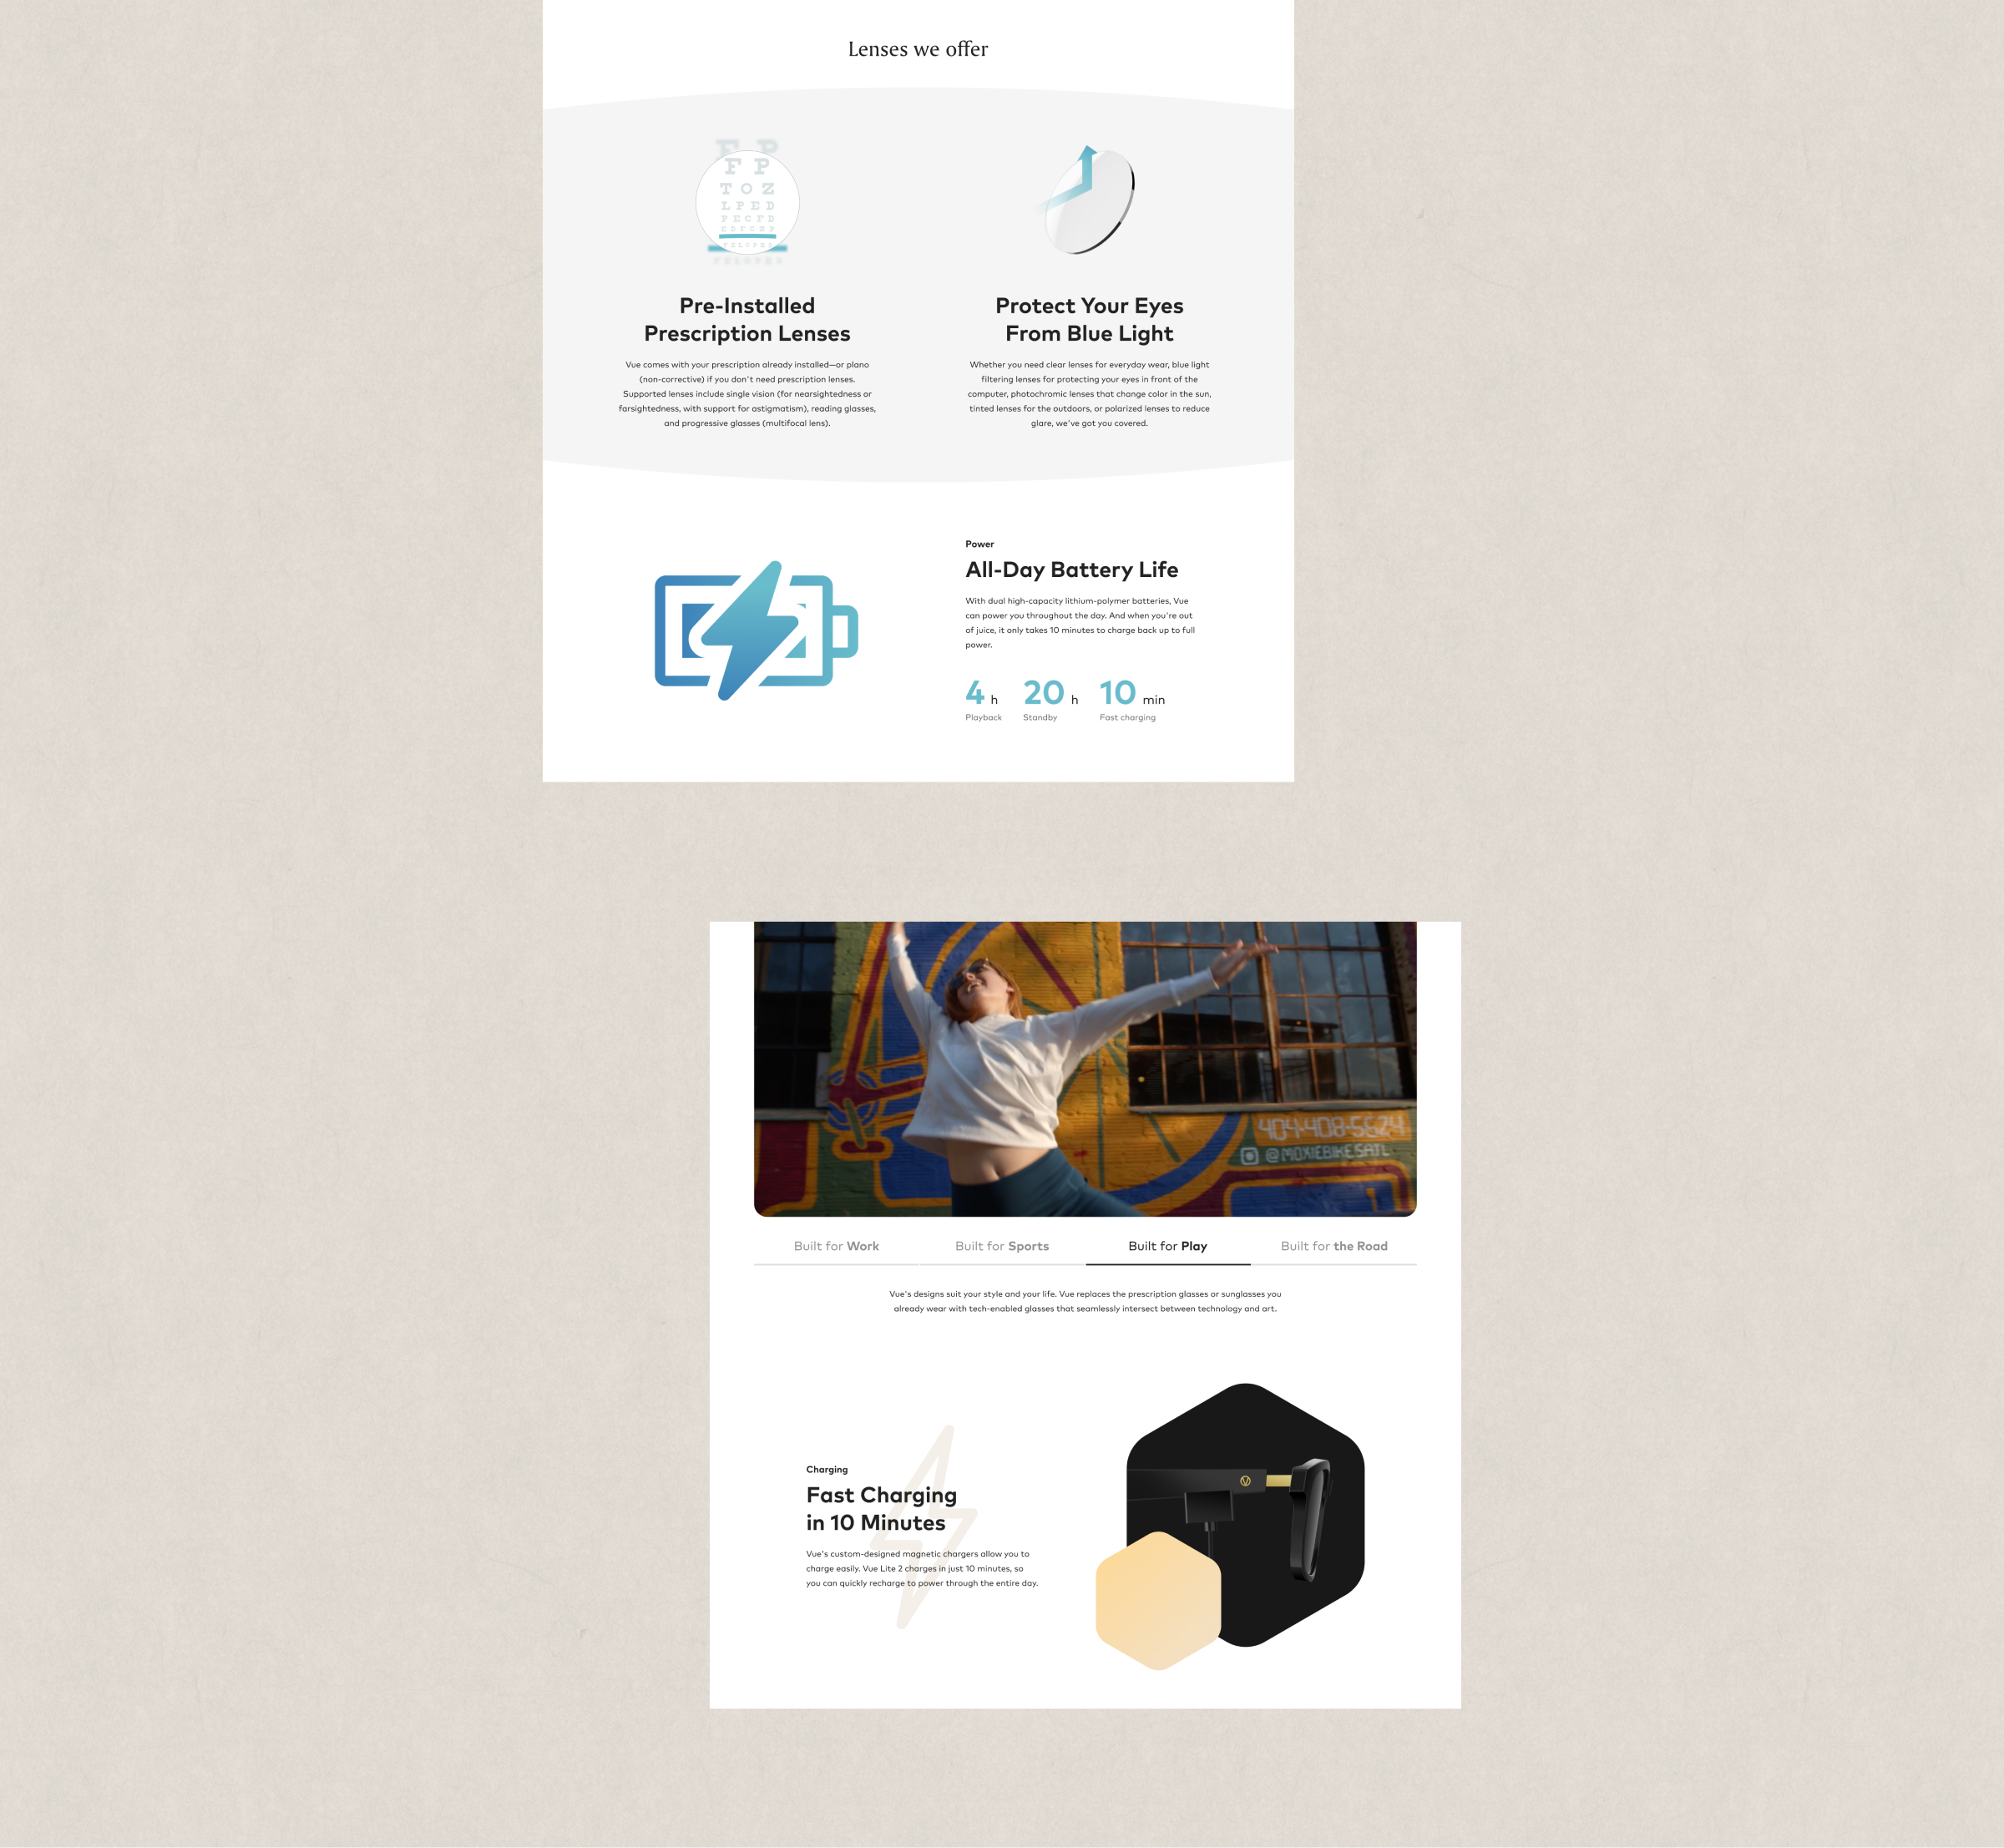 Lenses we offer
F P
F P
T O Z
L P E D
P E C F D
Pre-Installed
Prescription Lenses
Vue comes with your prescription already installed—or plano
(non-corrective) if you don't need prescription lenses.
Supported lenses include single vision (for nearsightedness or
farsightedness, with support for astigmatism), reading glasses,
and progressive glasses (multifocal lens).
Protect Your Eyes
From Blue Light
Whether you need clear lenses for everyday wear, blue light
filtering lenses for protecting your eyes in front of the
computer, photochromic lenses that change color in the sun,
tinted lenses for the outdoors, or polarized lenses to reduce
glare, we've got you covered.
Power
All-Day Battery Life
With dual high-capacity lithium-polymer batteries, Vue
can power you throughout the day. And when you're out
of juice, it only takes 10 minutes to charge back up to full
power.
4 h 20 h 10 min
Playback Standby Fast charging
404-408-5624
@MOXIEBIKESATL
Built for Work Built for Sports Built for Play Built for the Road
Vue's designs suit your style and your life. Vue replaces the prescription glasses or sunglasses you
already wear with tech-enabled glasses that seamlessly intersect between technology and art.
Charging
Fast Charging
in 10 Minutes
Vue's custom-designed magnetic chargers allow you to
charge easily. Vue Lite 2 charges in just 10 minutes, so
you can quickly recharge to power through the entire day.